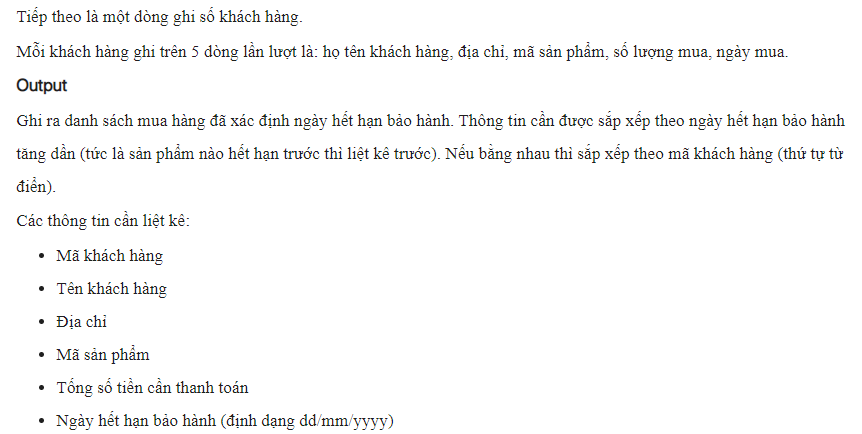 Tiếp theo là một dòng ghi số khách hàng.
Mỗi khách hàng ghi trên 5 dòng lần lượt là: họ tên khách hàng, địa chỉ, mã sản phẩm, số lượng mua, ngày mua.
Output
Ghi ra danh sách mua hàng đã xác định ngày hết hạn bảo hành. Thông tin cần được sắp xếp theo ngày hết hạn bảo hành
tăng dần (tức là sản phẩm nào hết hạn trước thì liệt kê trước). Nếu bằng nhau thì sắp xếp theo mã khách hàng (thứ tự từ
điển).
Các thông tin cần liệt kê:
• Mã khách hàng
• Tên khách hàng
• Địa chỉ
• Mã sản phẩm
• Tổng số tiền cần thanh toán
• Ngày hết hạn bảo hành (định dạng dd/mm/yyyy)